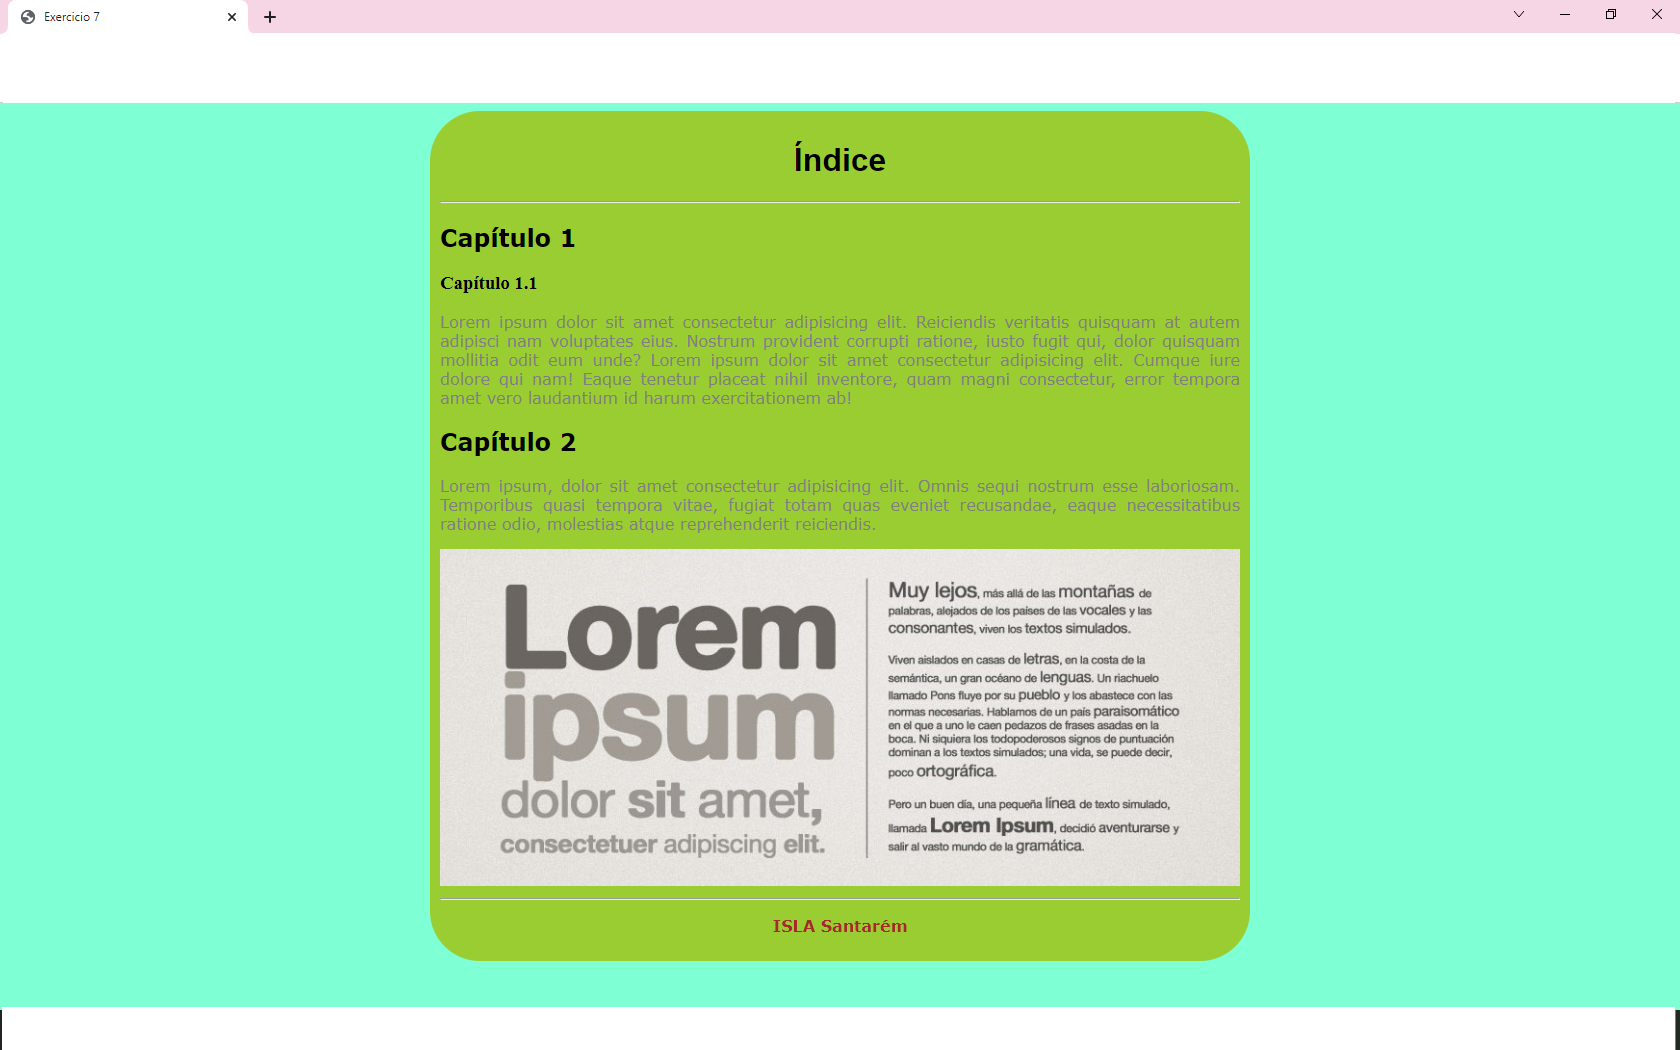 Exercicio 7
Índice
Capítulo 1
Capítulo 1.1
Lorem ipsum dolor sit amet consectetur adipisicing elit. Reiciendis veritatis quisquam at autem
adipisci nam voluptates eius. Nostrum provident corrupti ratione, iusto fugit qui, dolor quisquam
mollitia odit eum unde? Lorem ipsum dolor sit amet consectetur adipisicing elit. Cumque iure
dolore qui nam! Eaque tenetur placeat nihil inventore, quam magni consectetur, error tempora
amet vero laudantium id harum exercitationem ab!
Capítulo 2
Lorem ipsum, dolor sit amet consectetur adipisicing elit. Omnis sequi nostrum esse laboriosam.
Temporibus quasi tempora vitae, fugiat totam quas eveniet recusandae, eaque necessitatibus
ratione odio, molestias atque reprehenderit reiciendis.
Lorem
ipsum
dolor sit amet,
consectetuer adipiscing elit.
Muy lejos, más allá de las montañas de
palabras, alejados de los países de las vocales y las
consonantes, viven los textos simulados.
Viven aislados en casas de letras, en la costa de la
semántica, un gran océano de lenguas. Un riachuelo
llamado Pons fluye por su pueblo y los abastece con las
normas necesarias. Hablamos de un país paraisomático
en el que a uno le caen pedazos de frases asadas en la
boca. Ni siquiera los todopoderosos signos de puntuación
dominan a los textos simulados; una vida, se puede decir,
poco ortográfica.
Pero un buen día, una pequeña línea de texto simulado,
llamada Lorem Ipsum, decidió aventurarse y
salir al vasto mundo de la gramática.
ISLA Santarém